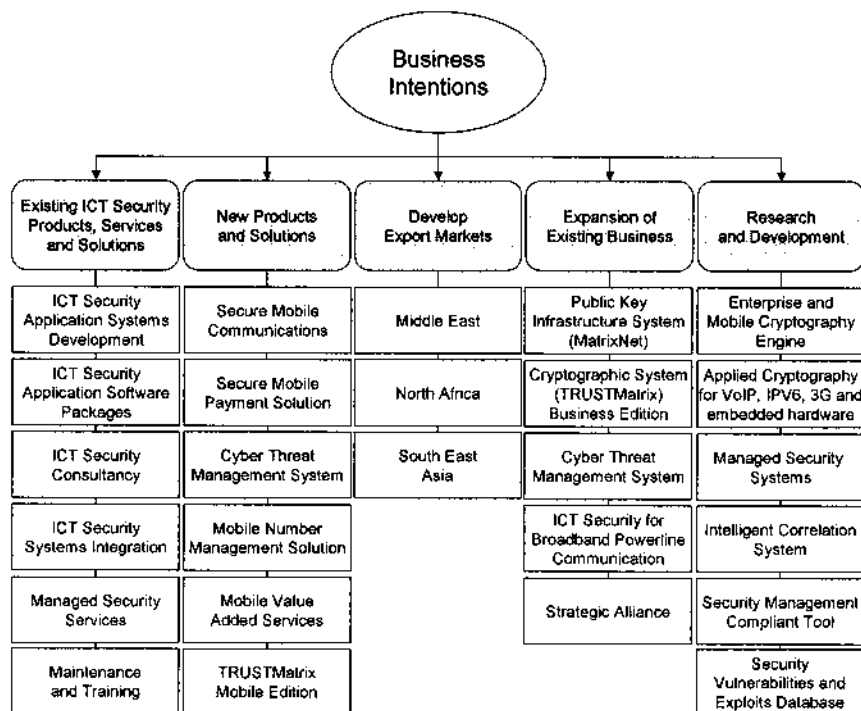 Business
Intentions
Existing ICT Security
Products, Services
and Solutions
New Products
and Solutions
Develop
Export Markets
Expansion of
Existing Business
Research
and Development
ICT Security
Application Systems
Development
ICT Security
Application Software
Packages
ICT Security
Consultancy
ICT Security
Systems Integration
Managed Security
Services
Maintenance
and Training
Secure Mobile
Communications
Secure Mobile
Payment Solution
Cyber Threat
Management System
Mobile Number
Management Solution
Mobile Value
Added Services
TRUSTMatrix
Mobile Edition
Middle East
North Africa
South East
Asia
Public Key
Infrastructure System
(MatrixNet)
Cryptographic System
(TRUSTMatrix)
Business Edition
Cyber Threat
Management System
ICT Security for
Broadband Powerline
Communication
Strategic Alliance
Enterprise and
Mobile Cryptography
Engine
Applied Cryptography
for VoIP, IPV6, 3G and
embedded hardware
Managed Security
Systems
Intelligent Correlation
System
Security Management
Compliant Tool
Security
Vulnerabilities and
Exploits Database